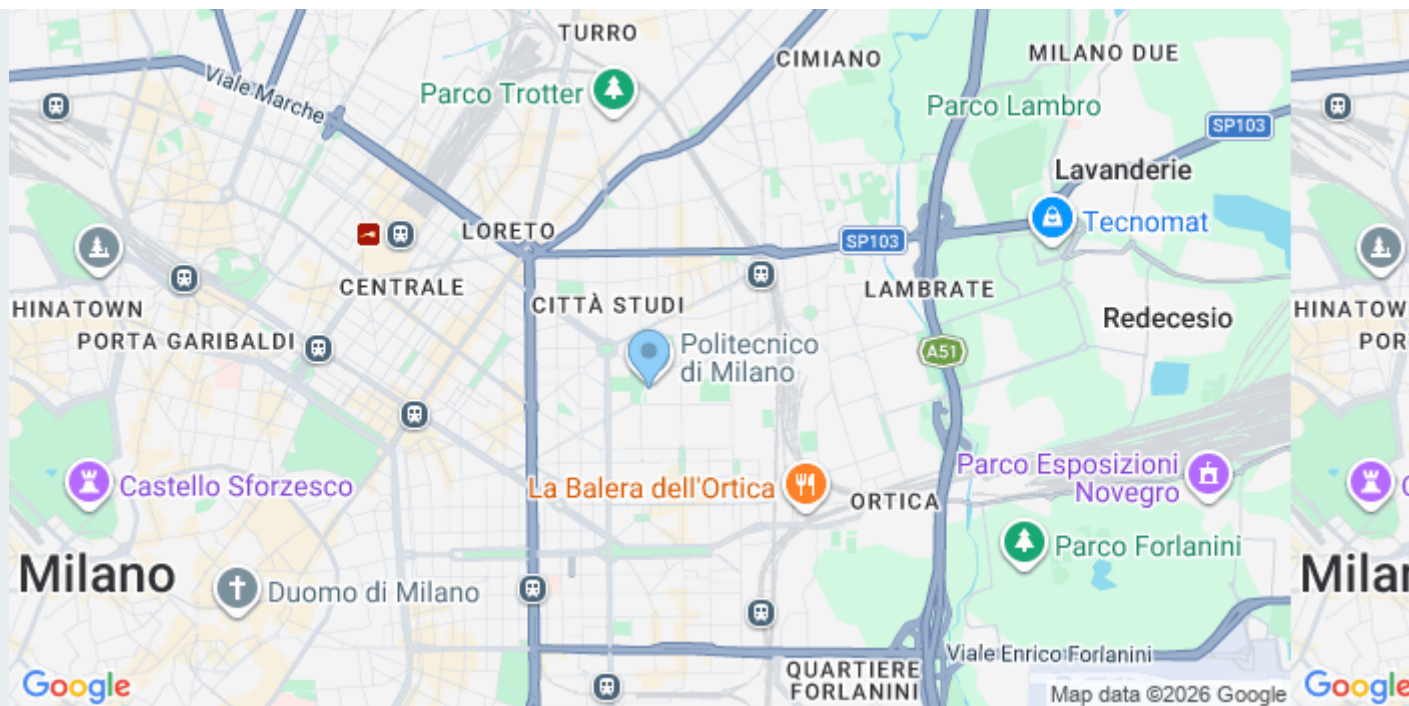 TURRO
CIMIANO
MILANO DUE
Viale Marche
Parco Trotter
Parco Lambro
SP103
Lavanderie
LORETO
Tecnomat
SP103
CENTRALE
LAMBRATE
HINATOWN
CITTÀ STUDI
Redecesio
HINATOW
PORTA GARIBALDI
Politecnico
di Milano
A51
POR
Castello Sforzesco
La Balera dell'Ortica
ORTICA
Parco Esposizioni
Novegro
Milano
Duomo di Milano
Parco Forlanini
Milar
Viale Enrico Forlanini
QUARTIERE
FORLANINI
Google
Map data ©2026 Google
Google